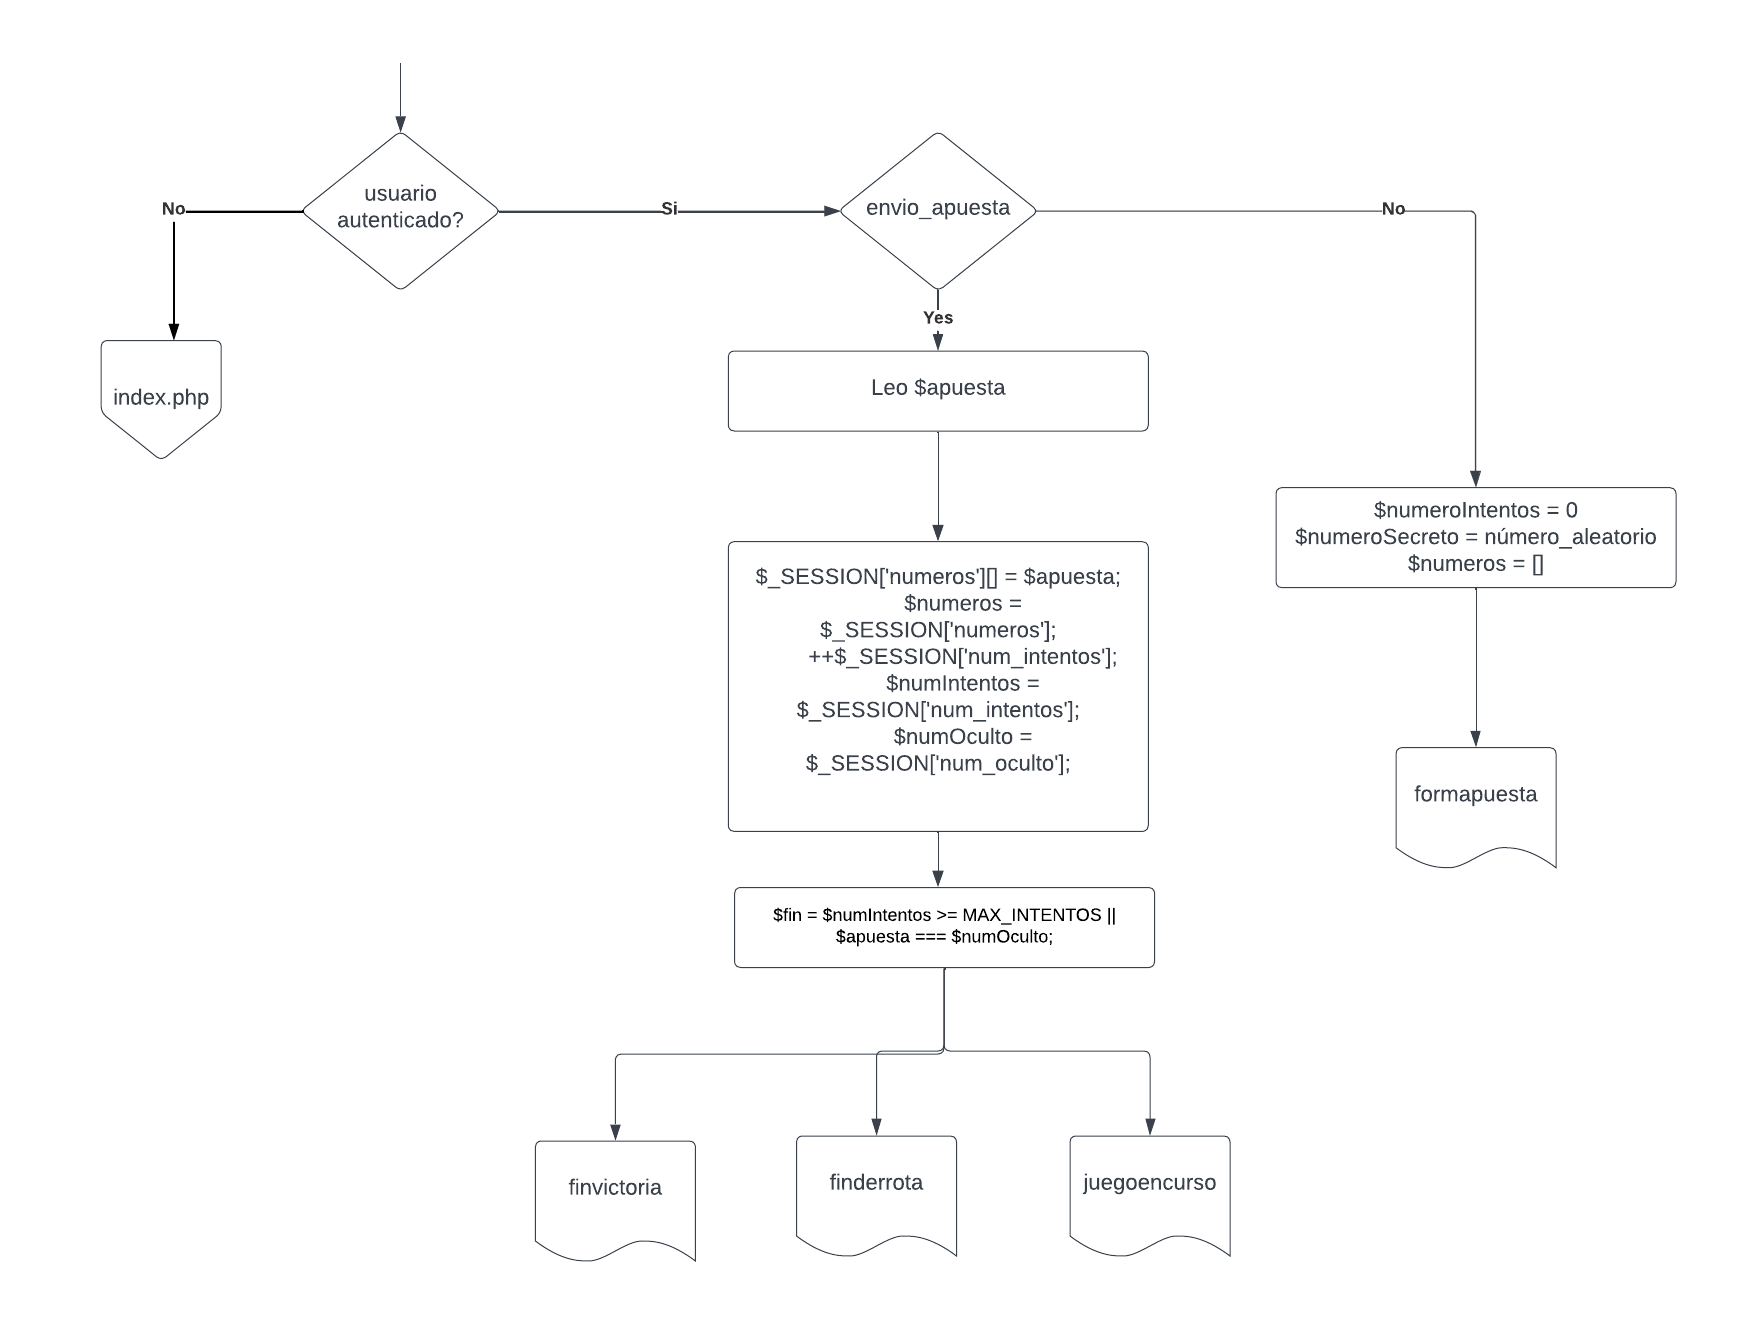 usuario
autenticado?
No
Si
envio_apuesta
No
Yes
index.php
Leo $apuesta
$numeroIntentos = 0
$numeroSecreto = número_aleatorio
$numeros = []
$_SESSION['numeros'][] = $apuesta;
$numeros =
$_SESSION['numeros'];
++$_SESSION['num_intentos'];
$numIntentos =
$_SESSION['num_intentos'];
$numOculto =
$_SESSION['num_oculto'];
formapuesta
$fin = $numIntentos >= MAX_INTENTOS ||
$apuesta === $numOculto;
finvictoria
finderrota
juegoencurso